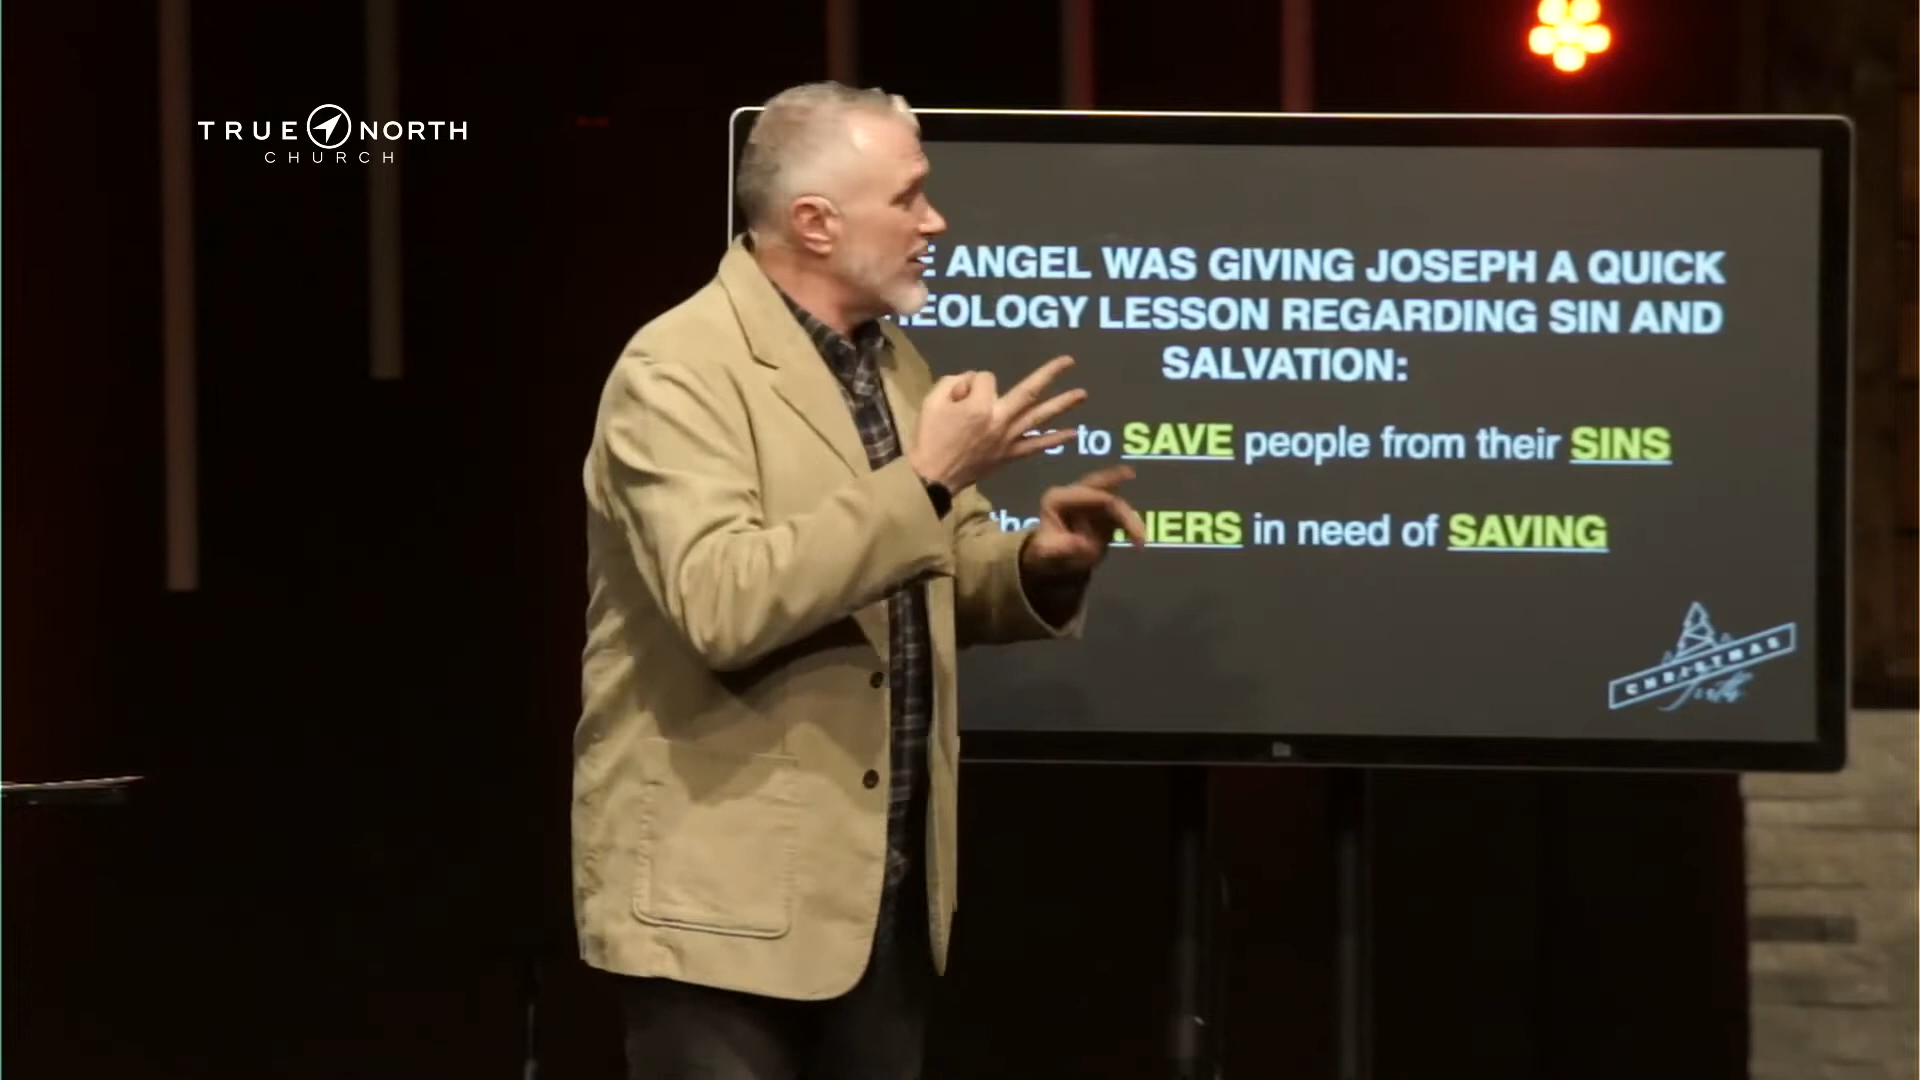 TRUE NORTH
CHURCH
ANGEL WAS GIVING JOSEPH A QUICK
LESSON REGARDING SIN AND
SALVATION:
to SAVE people from their SINS
in need of SAVING
CHRISTMAS